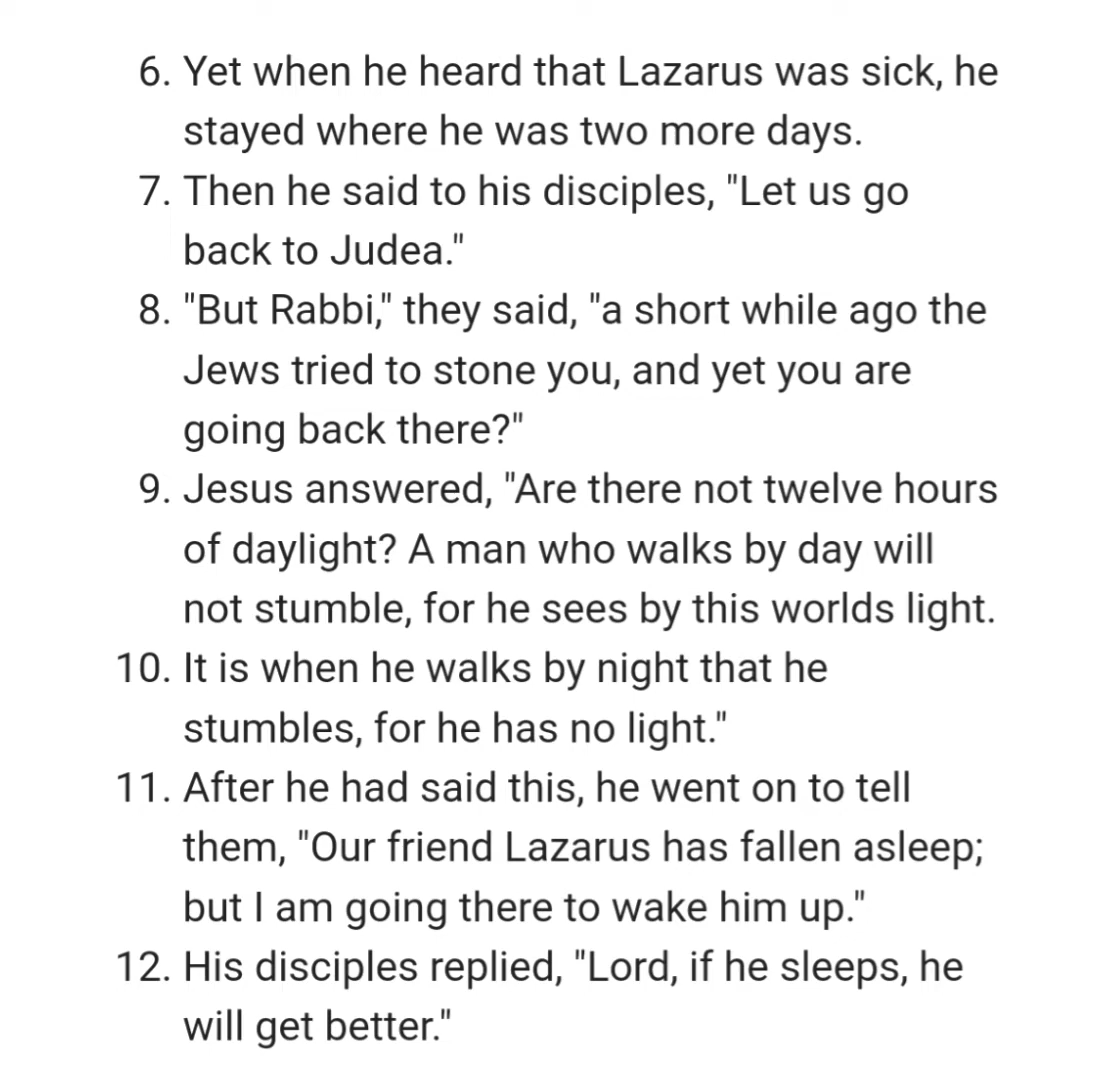 6. Yet when he heard that Lazarus was sick, he
stayed where he was two more days.
7. Then he said to his disciples, "Let us go
back to Judea."
8. "But Rabbi," they said, "a short while ago the
Jews tried to stone you, and yet you are
going back there?"
9. Jesus answered, "Are there not twelve hours
of daylight? A man who walks by day will
not stumble, for he sees by this worlds light.
10. It is when he walks by night that he
stumbles, for he has no light."
11. After he had said this, he went on to tell
them, "Our friend Lazarus has fallen asleep;
but I am going there to wake him up."
12. His disciples replied, "Lord, if he sleeps, he
will get better."